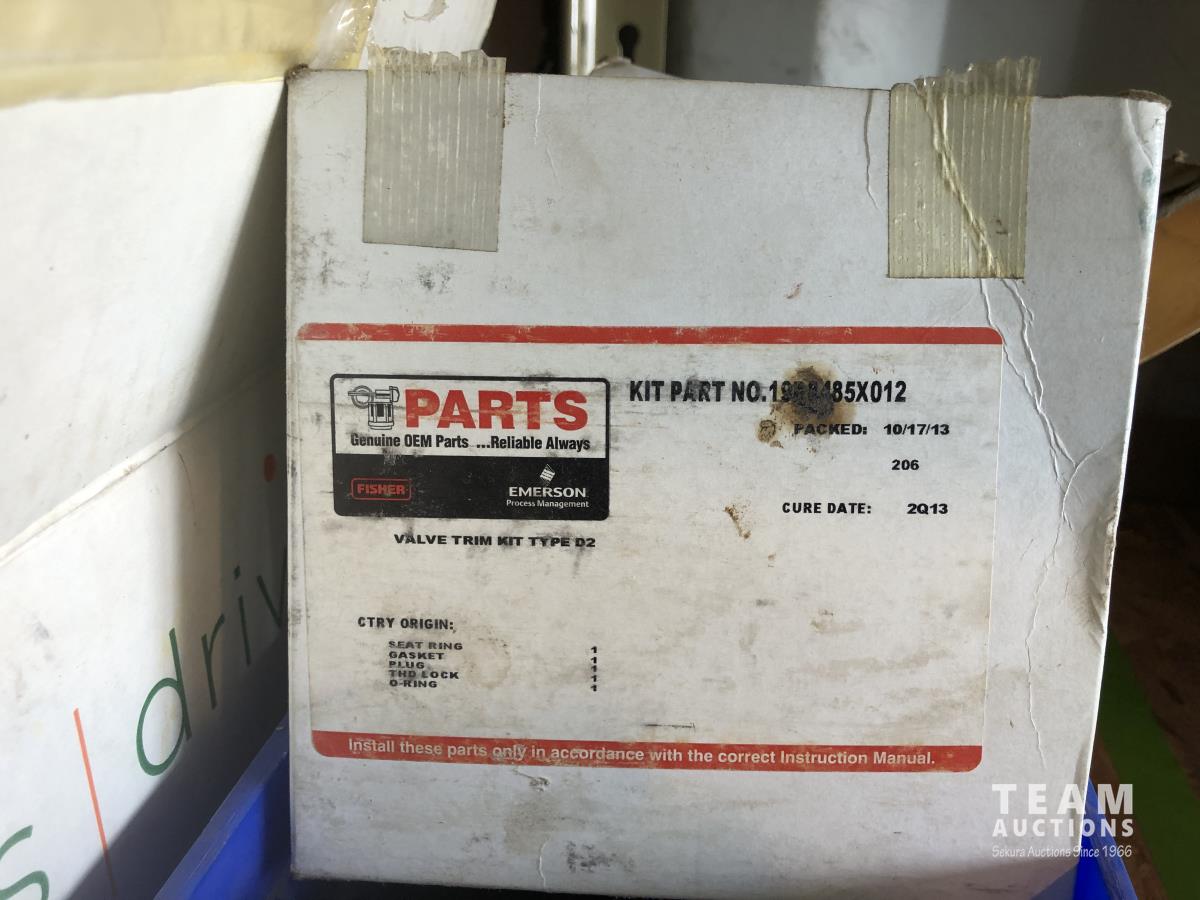 PARTS
Genuine OEM Parts ...Reliable Always
FISHER
EMERSON
Process Management
KIT PART NO.
PACKED: 10/17/13
206
CURE DATE: 2Q13
VALVE TRIM KIT TYPE D2
CTRY ORIGIN:
SEAT RING 1
GASKET 1
PLUG 1
THD LOCK 1
O-RING 1
Install these parts only in accordance with the correct Instruction Manual.
TEAM
AUCTIONS
Sekura Auctions Since 1966